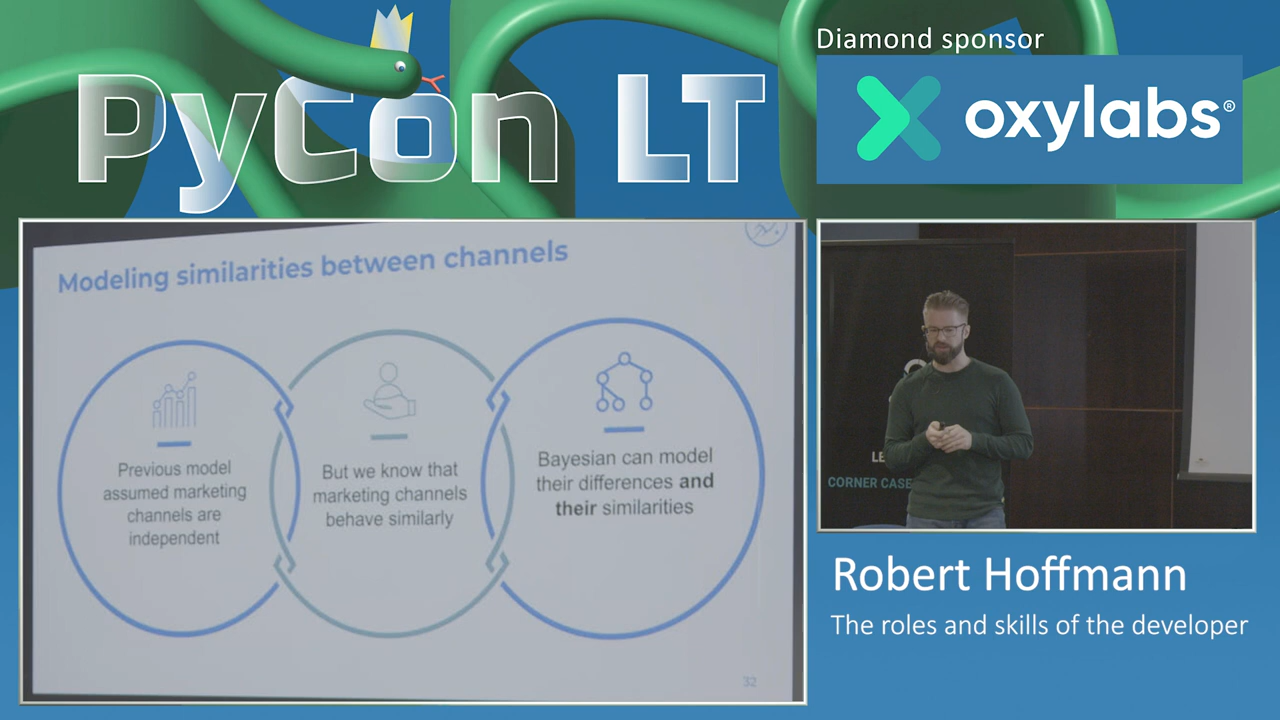 PyCon LT
Diamond sponsor
oxylabs®
Modeling similarities between channels
Previous model
assumed marketing
channels are
independent
But we know that
marketing channels
behave similarly
Bayesian can model
their differences and
their similarities
32
LE
CORNER CASE
Robert Hoffmann
The roles and skills of the developer